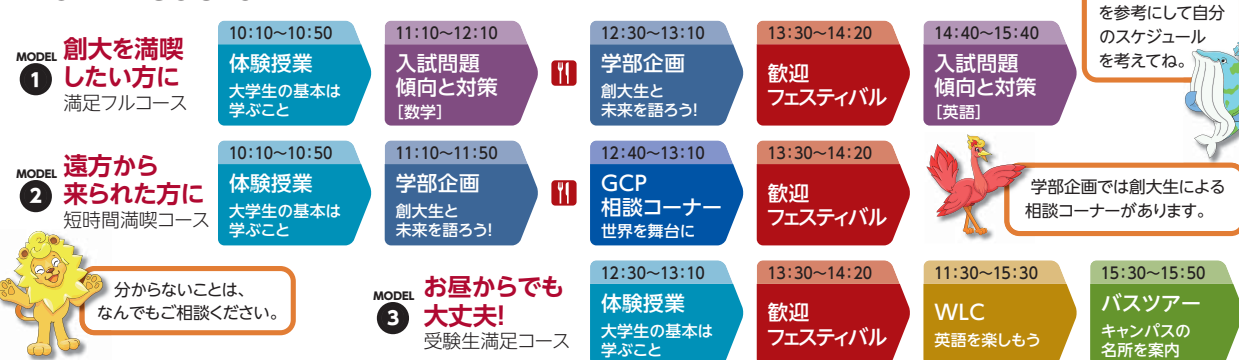 を参考にして自分
のスケジュール
を考えてね。
MODEL
1
創大を満喫
したい方に
満足フルコース
10:10~10:50
体験授業
大学生の基本は
学ぶこと
11:10~12:10
入試問題
傾向と対策
[数学]
12:30~13:10
学部企画
創大生と
未来を語ろう!
13:30~14:20
歓迎
フェスティバル
14:40~15:40
入試問題
傾向と対策
[英語]
MODEL
2
遠方から
来られた方に
短時間満喫コース
10:10~10:50
体験授業
大学生の基本は
学ぶこと
11:10~11:50
学部企画
創大生と
未来を語ろう!
12:40~13:10
GCP
相談コーナー
世界を舞台に
13:30~14:20
歓迎
フェスティバル
学部企画では創大生による
相談コーナーがあります。
分からないことは、
なんでもご相談ください。
MODEL
3
お昼からでも
大丈夫!
受験生満足コース
12:30~13:10
体験授業
大学生の基本は
学ぶこと
13:30~14:20
歓迎
フェスティバル
11:30~15:30
WLC
英語を楽しもう
15:30~15:50
バスツアー
キャンパスの
名所を案内